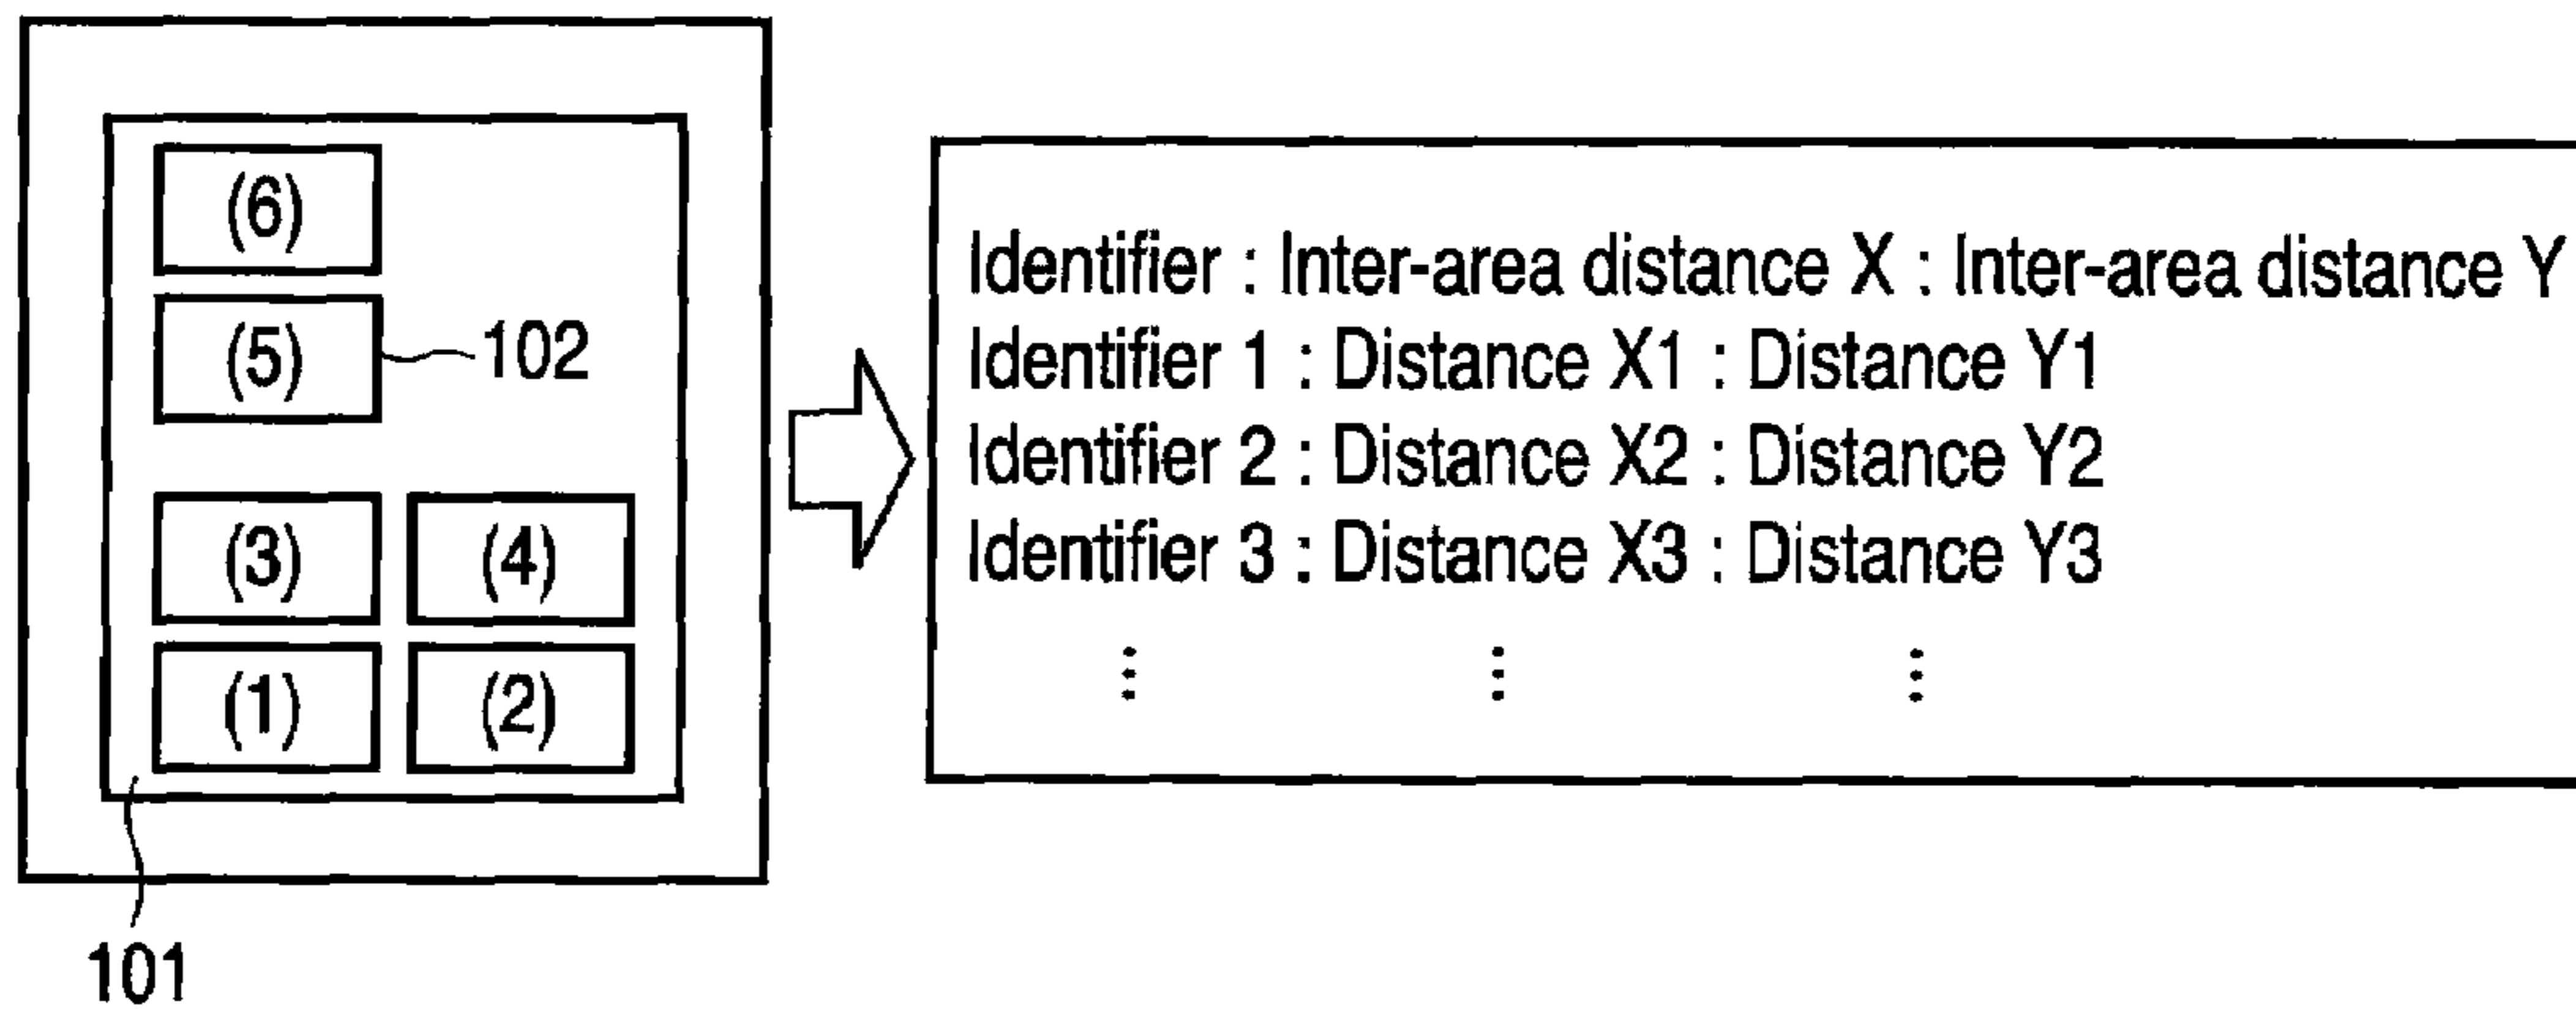 (6)
(5)
102
(3) (4)
(1) (2)
101
Identifier : Inter-area distance X : Inter-area distance Y
Identifier 1 : Distance X1 : Distance Y1
Identifier 2 : Distance X2 : Distance Y2
Identifier 3 : Distance X3 : Distance Y3
⋮ ⋮ ⋮